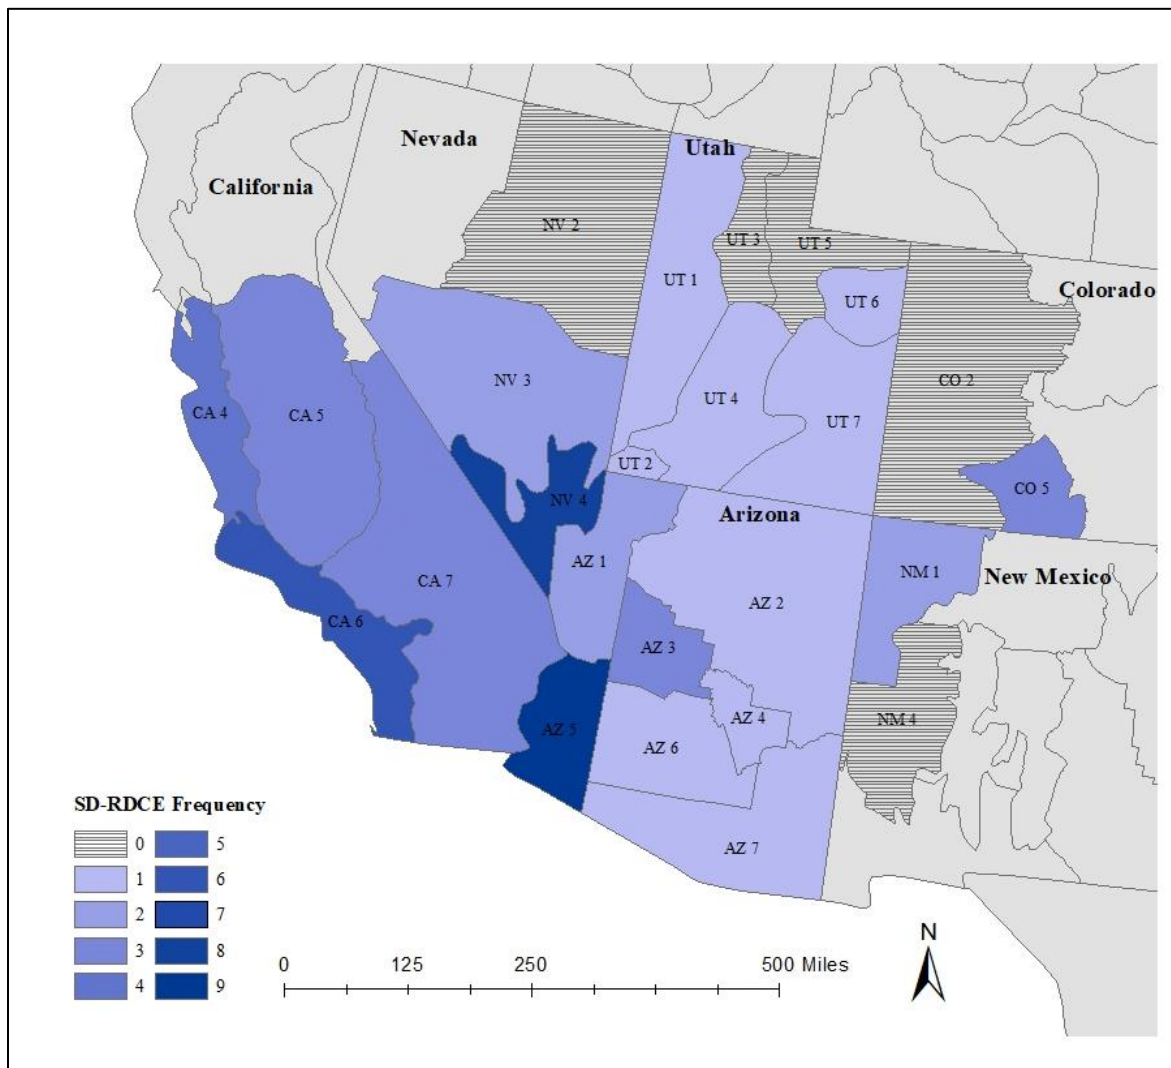 Nevada
Utah
California
NV 2
UT 3
UT 5
UT 1
Colorado
UT 6
NV 3
CO 2
CA 4
CA 5
UT 4
UT 7
UT 2
CO 5
NV 4
Arizona
AZ 1
NM 1
New Mexico
CA 7
AZ 2
CA 6
AZ 3
AZ 4
NM 4
AZ 5
AZ 6
AZ 7
SD-RDCE Frequency
0 5
1 6
2 7
3 8
4 9
0 125 250 500 Miles
N